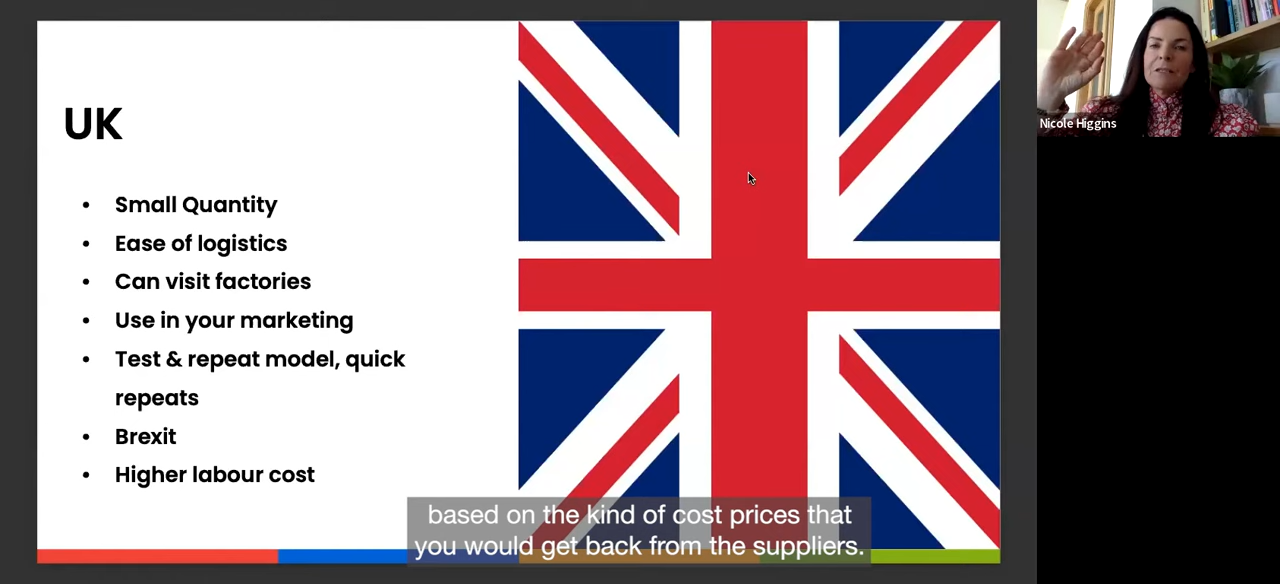 UK
• Small Quantity
• Ease of logistics
• Can visit factories
• Use in your marketing
• Test & repeat model, quick
repeats
• Brexit
• Higher labour cost
based on the kind of cost prices that
you would get back from the suppliers.
Nicole Higgins